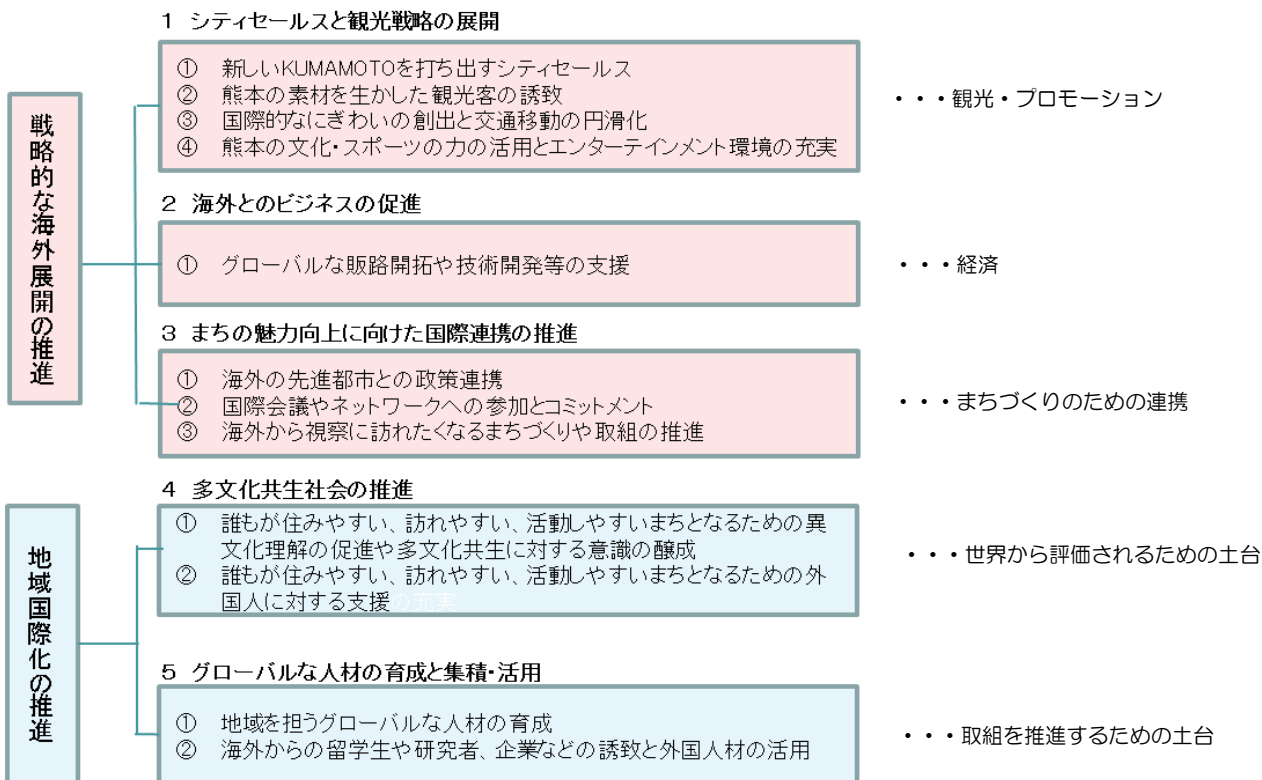 戦略的な海外展開の推進
1 シティセールスと観光戦略の展開
① 新しいKUMAMOTOを打ち出すシティセールス
② 熊本の素材を生かした観光客の誘致
③ 国際的なにぎわいの創出と交通移動の円滑化
④ 熊本の文化・スポーツの力の活用とエンターテインメント環境の充実
・・・観光・プロモーション
2 海外とのビジネスの促進
① グローバルな販路開拓や技術開発等の支援
・・・経済
3 まちの魅力向上に向けた国際連携の推進
① 海外の先進都市との政策連携
② 国際会議やネットワークへの参加とコミットメント
③ 海外から視察に訪れたくなるまちづくりや取組の推進
・・・まちづくりのための連携
地域国際化の推進
4 多文化共生社会の推進
① 誰もが住みやすい、訪れやすい、活動しやすいまちとなるための異
文化理解の促進や多文化共生に対する意識の醸成
② 誰もが住みやすい、訪れやすい、活動しやすいまちとなるための外
国人に対する支援の充実
・・・世界から評価されるための土台
5 グローバルな人材の育成と集積・活用
① 地域を担うグローバルな人材の育成
② 海外からの留学生や研究者、企業などの誘致と外国人材の活用
・・・取組を推進するための土台